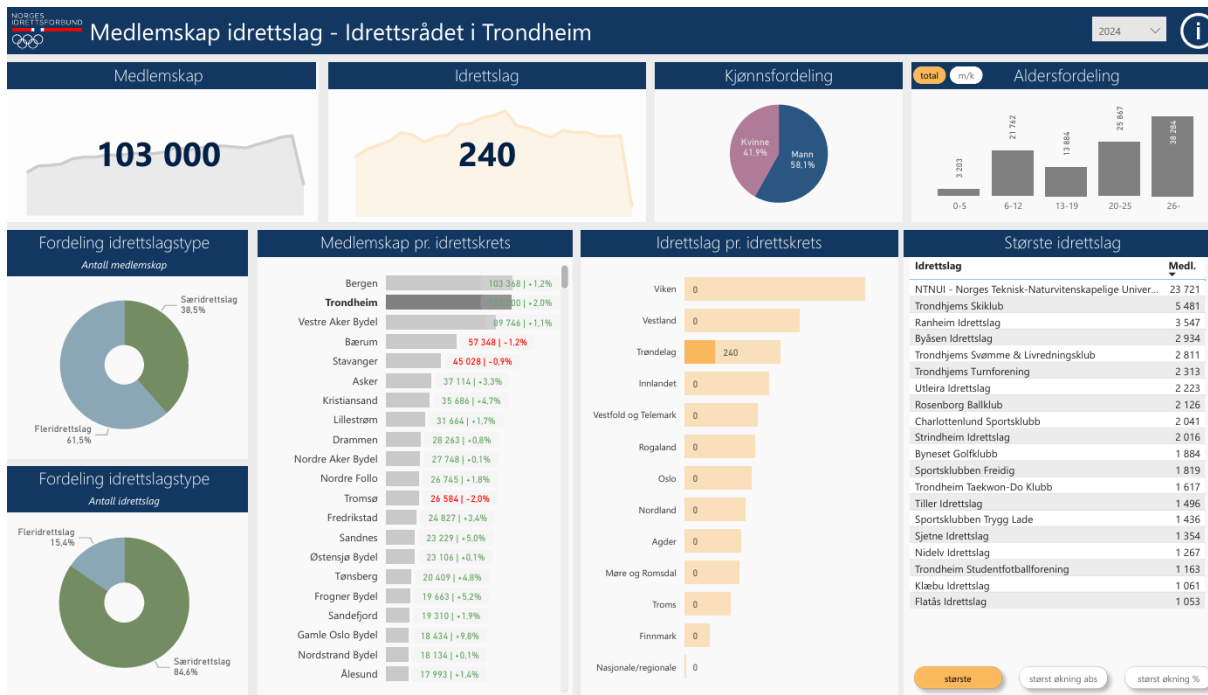 NORGES
IDRETTSFORBUND
Medlemskap idrettslag - Idrettsrådet i Trondheim
2024
i
Medlemskap
103 000
Idrettslag
240
Kjønnsfordeling
Kvinne
41,9%
Mann
58,1%
total
m/k
Aldersfordeling
3 203
21 762
13 884
25 867
38 284
0-5
6-12
13-19
20-25
26-
Fordeling idrettslagstype
Antall medlemskap
Særidrettslag
38,5%
Fleridrettslag
61,5%
Fordeling idrettslagstype
Antall idrettslag
Fleridrettslag
15,4%
Særidrettslag
84,6%
Medlemskap pr. idrettskrets
Bergen 103 368 | +1,2%
Trondheim 103 000 | +2,0%
Vestre Aker Bydel 89 746 | +1,1%
Bærum 57 348 | -1,2%
Stavanger 45 028 | -0,9%
Asker 37 114 | +3,3%
Kristiansand 35 686 | +4,7%
Lillestrøm 31 664 | +1,7%
Drammen 28 263 | +0,8%
Nordre Aker Bydel 27 748 | +0,1%
Nordre Follo 26 745 | +1,8%
Tromsø 26 584 | -2,0%
Fredrikstad 24 827 | +3,4%
Sandnes 23 229 | +5,0%
Østensjø Bydel 23 106 | +0,1%
Tønsberg 20 409 | +4,8%
Frogner Bydel 19 663 | +5,2%
Sandefjord 19 310 | +1,9%
Gamle Oslo Bydel 18 434 | +9,8%
Nordstrand Bydel 18 134 | +0,1%
Ålesund 17 993 | +1,4%
Idrettslag pr. idrettskrets
Viken 0
Vestland 0
Trøndelag 240
Innlandet 0
Vestfold og Telemark 0
Rogaland 0
Oslo 0
Nordland 0
Agder 0
Møre og Romsdal 0
Troms 0
Finnmark 0
Nasjonale/regionale 0
Største idrettslag
Idrettslag Medl.
NTNUI - Norges Teknisk-Naturvitenskapelige Univer... 23 721
Trondhjems Skiklub 5 481
Ranheim Idrettslag 3 547
Byåsen Idrettslag 2 934
Trondhjems Svømme & Livredningsklub 2 811
Trondhjems Turnforening 2 313
Utleira Idrettslag 2 223
Rosenborg Ballklub 2 126
Charlottenlund Sportsklubb 2 041
Strindheim Idrettslag 2 016
Byneset Golfklubb 1 884
Sportsklubben Freidig 1 819
Trondheim Taekwon-Do Klubb 1 617
Tiller Idrettslag 1 496
Sportsklubben Trygg Lade 1 436
Sjetne Idrettslag 1 354
Nidelv Idrettslag 1 267
Trondheim Studentfotballforening 1 163
Klæbu Idrettslag 1 061
Flatås Idrettslag 1 053
største
størst økning abs
størst økning %